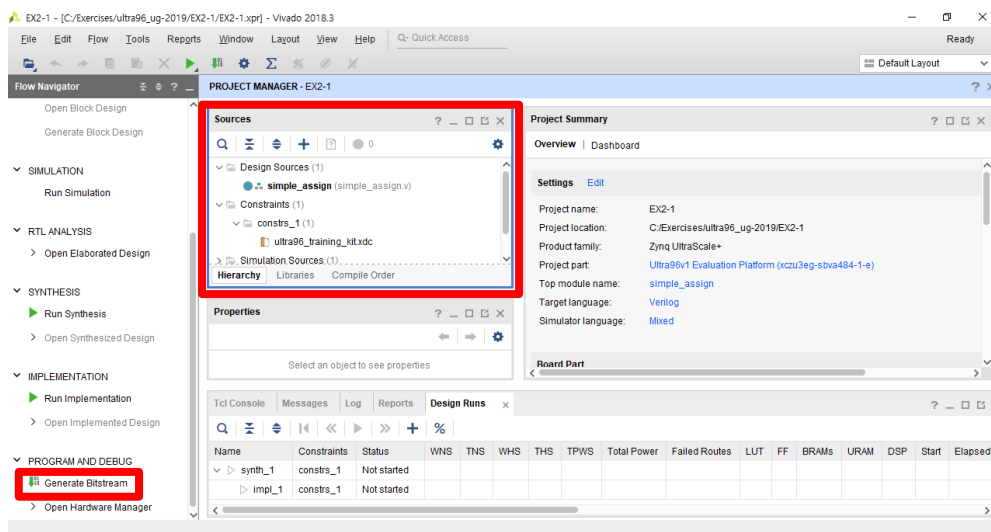 EX2-1 - [C:/Exercises/ultra96_ug-2019/EX2-1/EX2-1.xpr] - Vivado 2018.3
File Edit Flow Tools Reports Window Layout View Help Q- Quick Access Ready
Default Layout
Flow Navigator ? PROJECT MANAGER - EX2-1 ?
Open Block Design
Generate Block Design
SIMULATION
Run Simulation
RTL ANALYSIS
Open Elaborated Design
SYNTHESIS
Run Synthesis
Open Synthesized Design
IMPLEMENTATION
Run Implementation
Open Implemented Design
PROGRAM AND DEBUG
Generate Bitstream
Open Hardware Manager
Sources ?
0
Design Sources (1)
simple_assign (simple_assign.v)
Constraints (1)
constrs_1 (1)
ultra96_training_kit.xdc
Simulation Sources (1)
Hierarchy Libraries Compile Order
Properties ?
Select an object to see properties
Project Summary ?
Overview | Dashboard
Settings Edit
Project name: EX2-1
Project location: C:/Exercises/ultra96_ug-2019/EX2-1
Product family: Zynq UltraScale+
Project part: Ultra96v1 Evaluation Platform (xczu3eg-sbva484-1-e)
Top module name: simple_assign
Target language: Verilog
Simulator language: Mixed
Board Part
Tcl Console Messages Log Reports Design Runs ?
%
Name Constraints Status WNS TNS WHS THS TPWS Total Power Failed Routes LUT FF BRAMs URAM DSP Start Elapsed
synth_1 constrs_1 Not started
impl_1 constrs_1 Not started